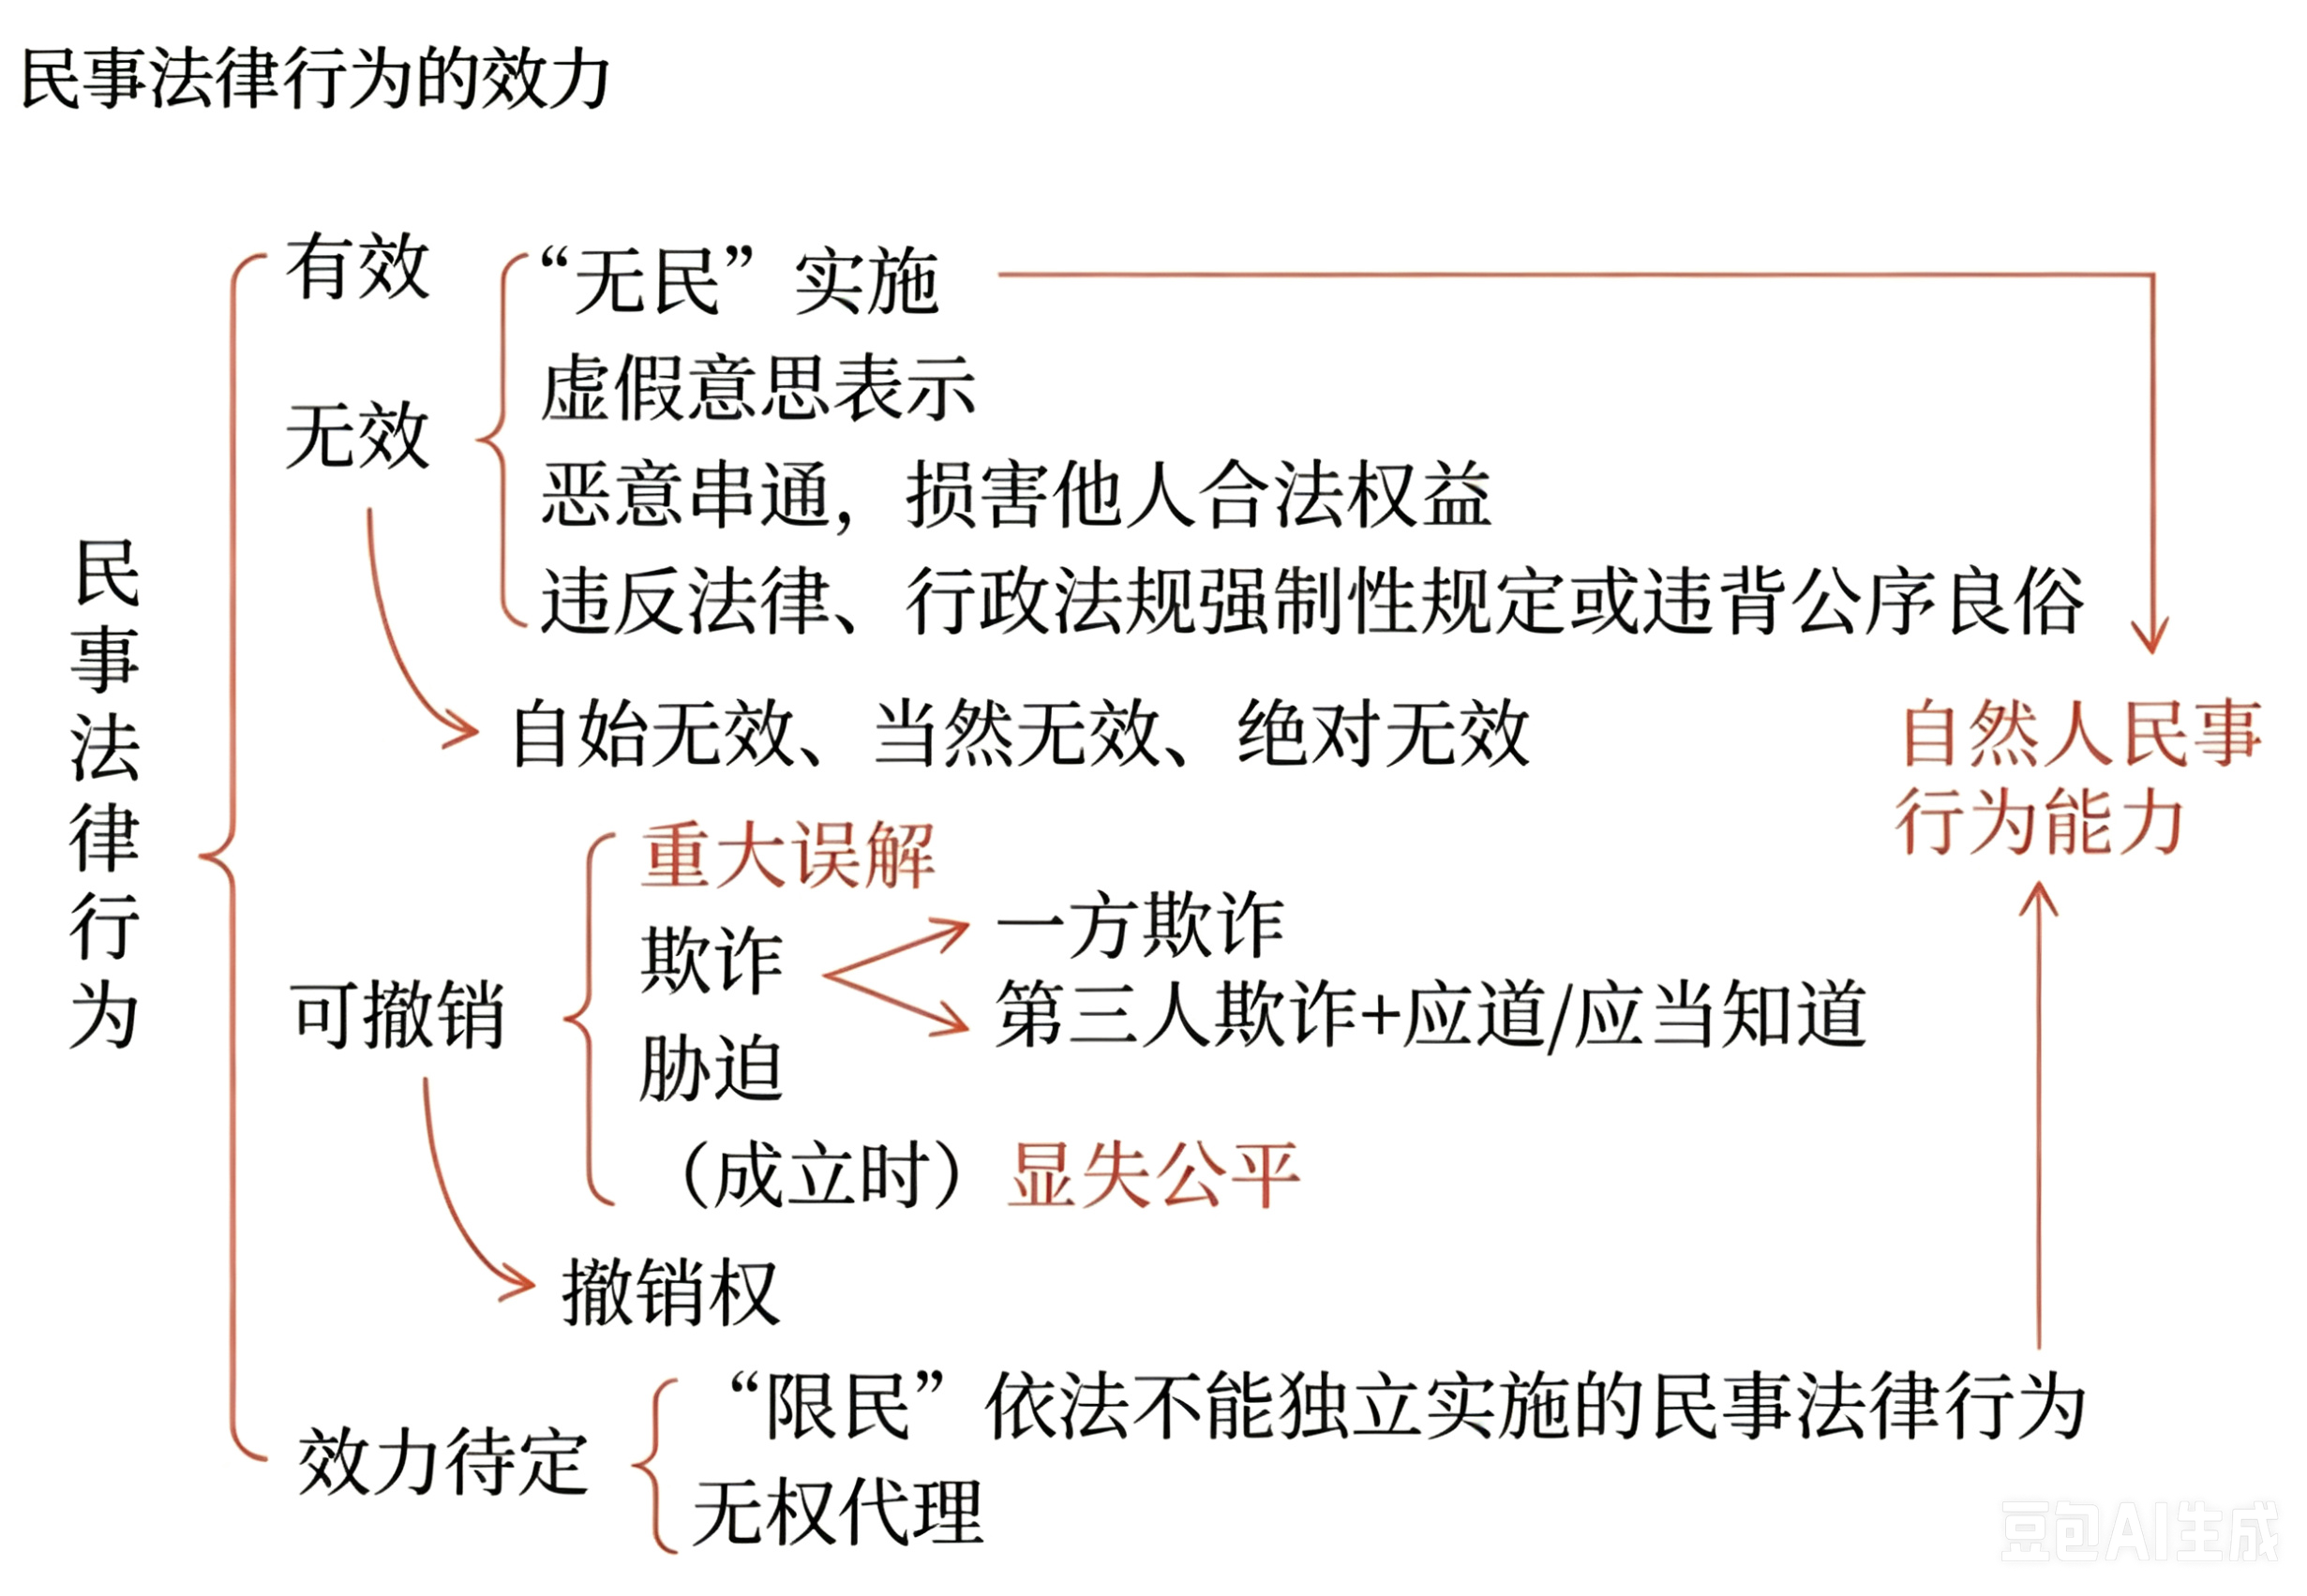 民事法律行为的效力
民事法律行为
有效
无效
“无民”实施
虚假意思表示
恶意串通，损害他人合法权益
违反法律、行政法规强制性规定或违背公序良俗
自始无效、当然无效、绝对无效
自然人民事
行为能力
可撤销
重大误解
欺诈
一方欺诈
第三人欺诈+应道/应当知道
胁迫
（成立时）显失公平
撤销权
效力待定
“限民”依法不能独立实施的民事法律行为
无权代理
豆包AI生成